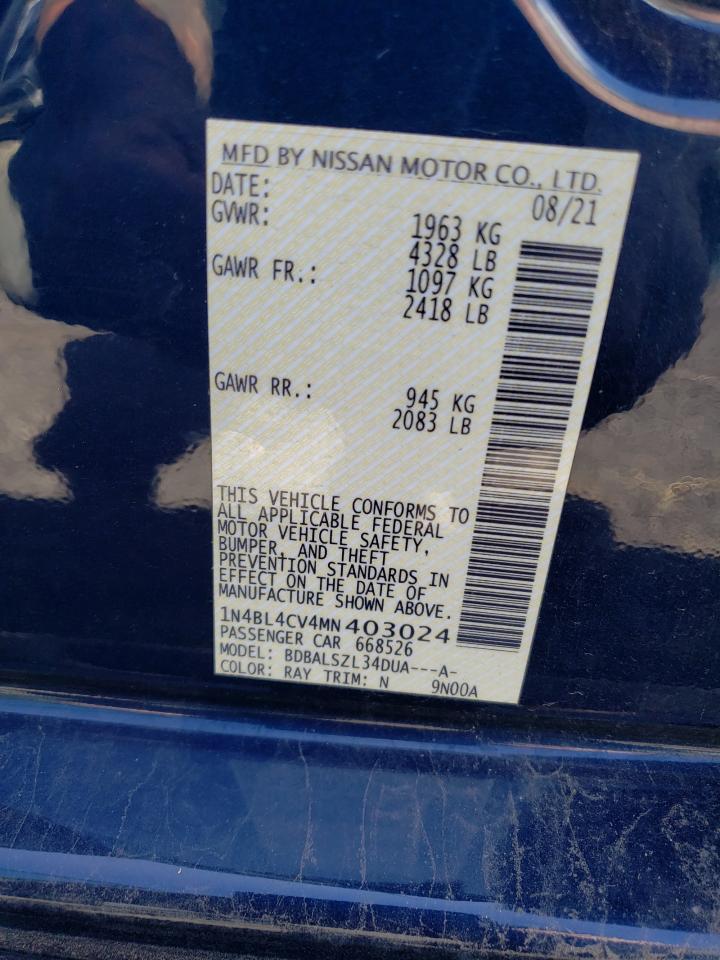 MFD BY NISSAN MOTOR CO., LTD.
DATE: 08/21
GVWR: 1963 KG
4328 LB
GAWR FR.: 1097 KG
2418 LB
GAWR RR.: 945 KG
2083 LB
THIS VEHICLE CONFORMS TO
ALL APPLICABLE FEDERAL
MOTOR VEHICLE SAFETY,
BUMPER, AND THEFT
PREVENTION STANDARDS IN
EFFECT ON THE DATE OF
MANUFACTURE SHOWN ABOVE.
1N4BL4CV4MN403024
PASSENGER CAR 668526
MODEL: BDBALSZL34DUA---A-
COLOR: RAY TRIM: N 9N00A